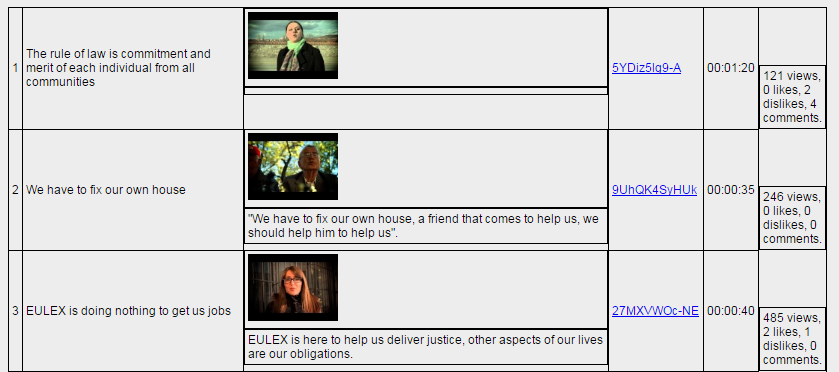 1
The rule of law is commitment and
merit of each individual from all
communities
5YDiz5Ig9-A
00:01:20
121 views,
0 likes, 2
dislikes, 4
comments.
2
We have to fix our own house
"We have to fix our own house, a friend that comes to help us, we
should help him to help us".
9UhQK4SyHUk
00:00:35
246 views,
0 likes, 0
dislikes, 0
comments.
3
EULEX is doing nothing to get us jobs
EULEX is here to help us deliver justice, other aspects of our lives
are our obligations.
27MXVWOc-NE
00:00:40
485 views,
2 likes, 1
dislikes, 0
comments.